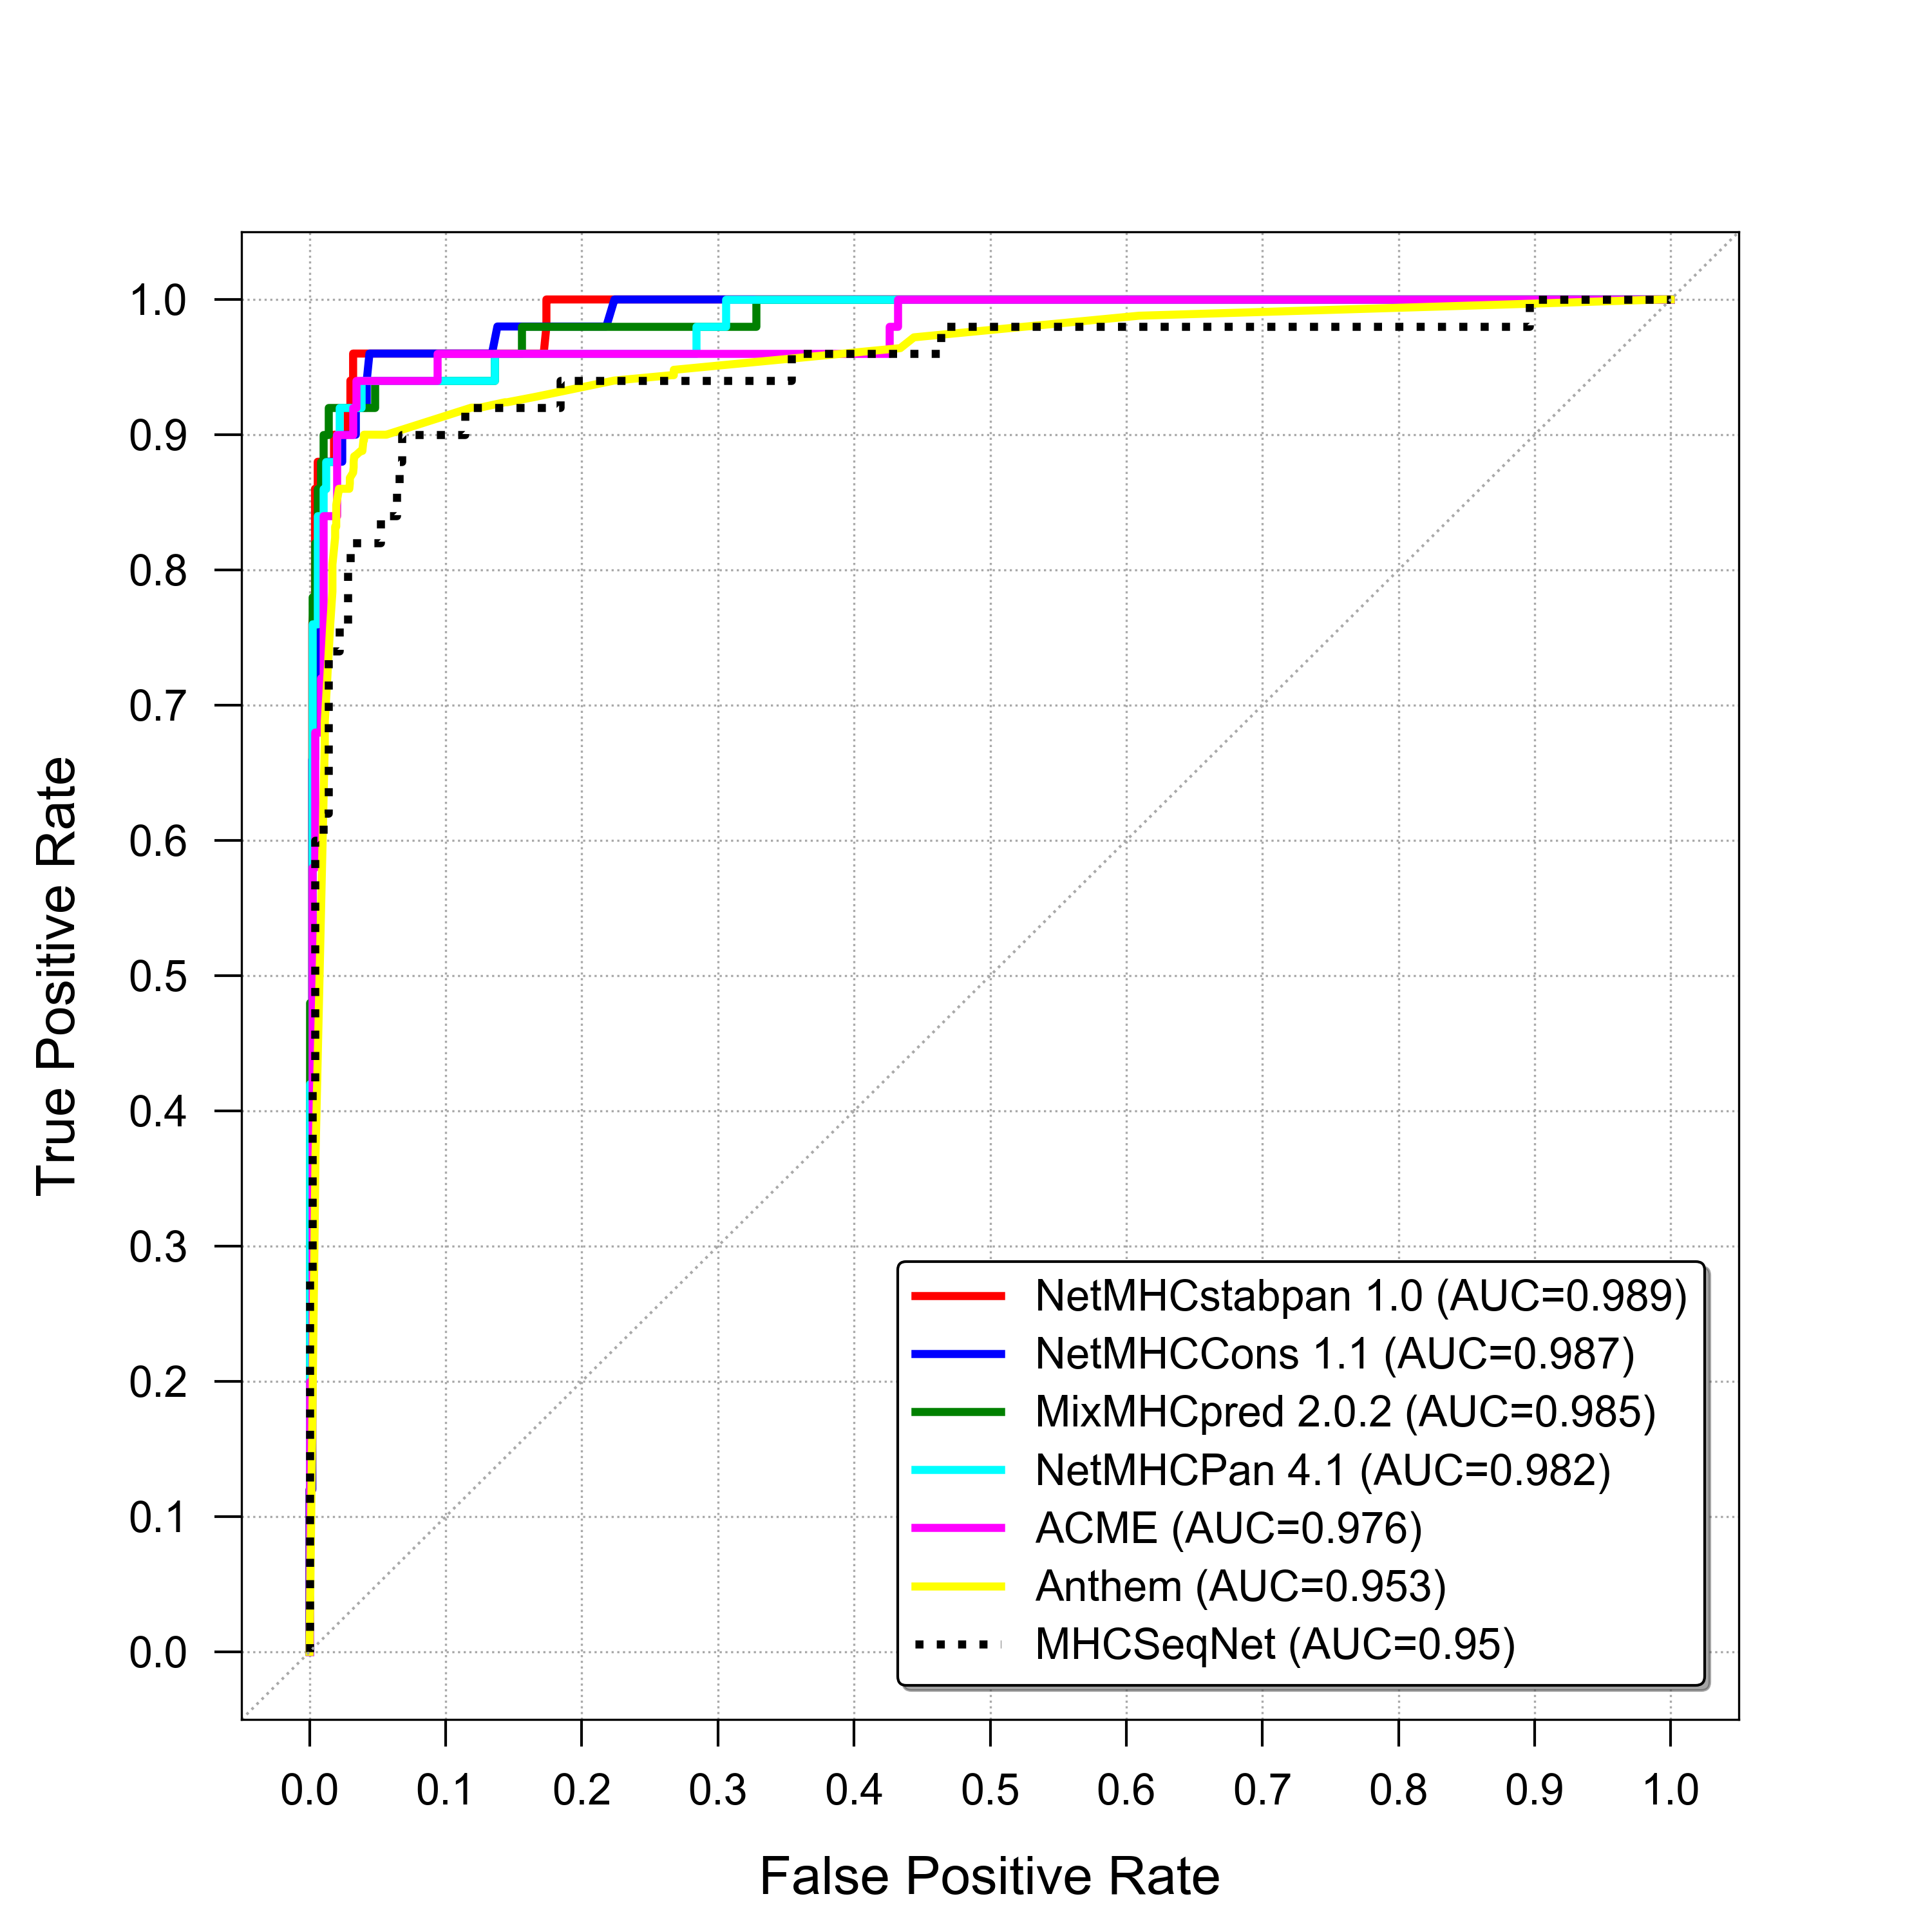 1.0
0.9
0.8
0.7
0.6
0.5
0.4
0.3
0.2
0.1
0.0
True Positive Rate
NetMHCstabpan 1.0 (AUC=0.989)
NetMHCCons 1.1 (AUC=0.987)
MixMHCpred 2.0.2 (AUC=0.985)
NetMHCPan 4.1 (AUC=0.982)
ACME (AUC=0.976)
Anthem (AUC=0.953)
MHCSeqNet (AUC=0.95)
0.0 0.1 0.2 0.3 0.4 0.5 0.6 0.7 0.8 0.9 1.0
False Positive Rate